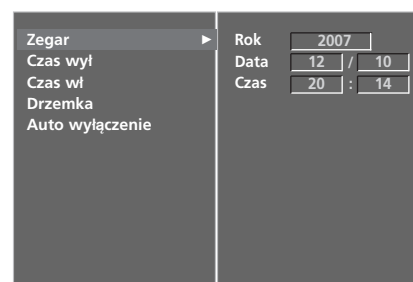 Zegar ►
Czas wył
Czas wł
Drzemka
Auto wyłączenie
Rok 2007
Data 12 / 10
Czas 20 : 14